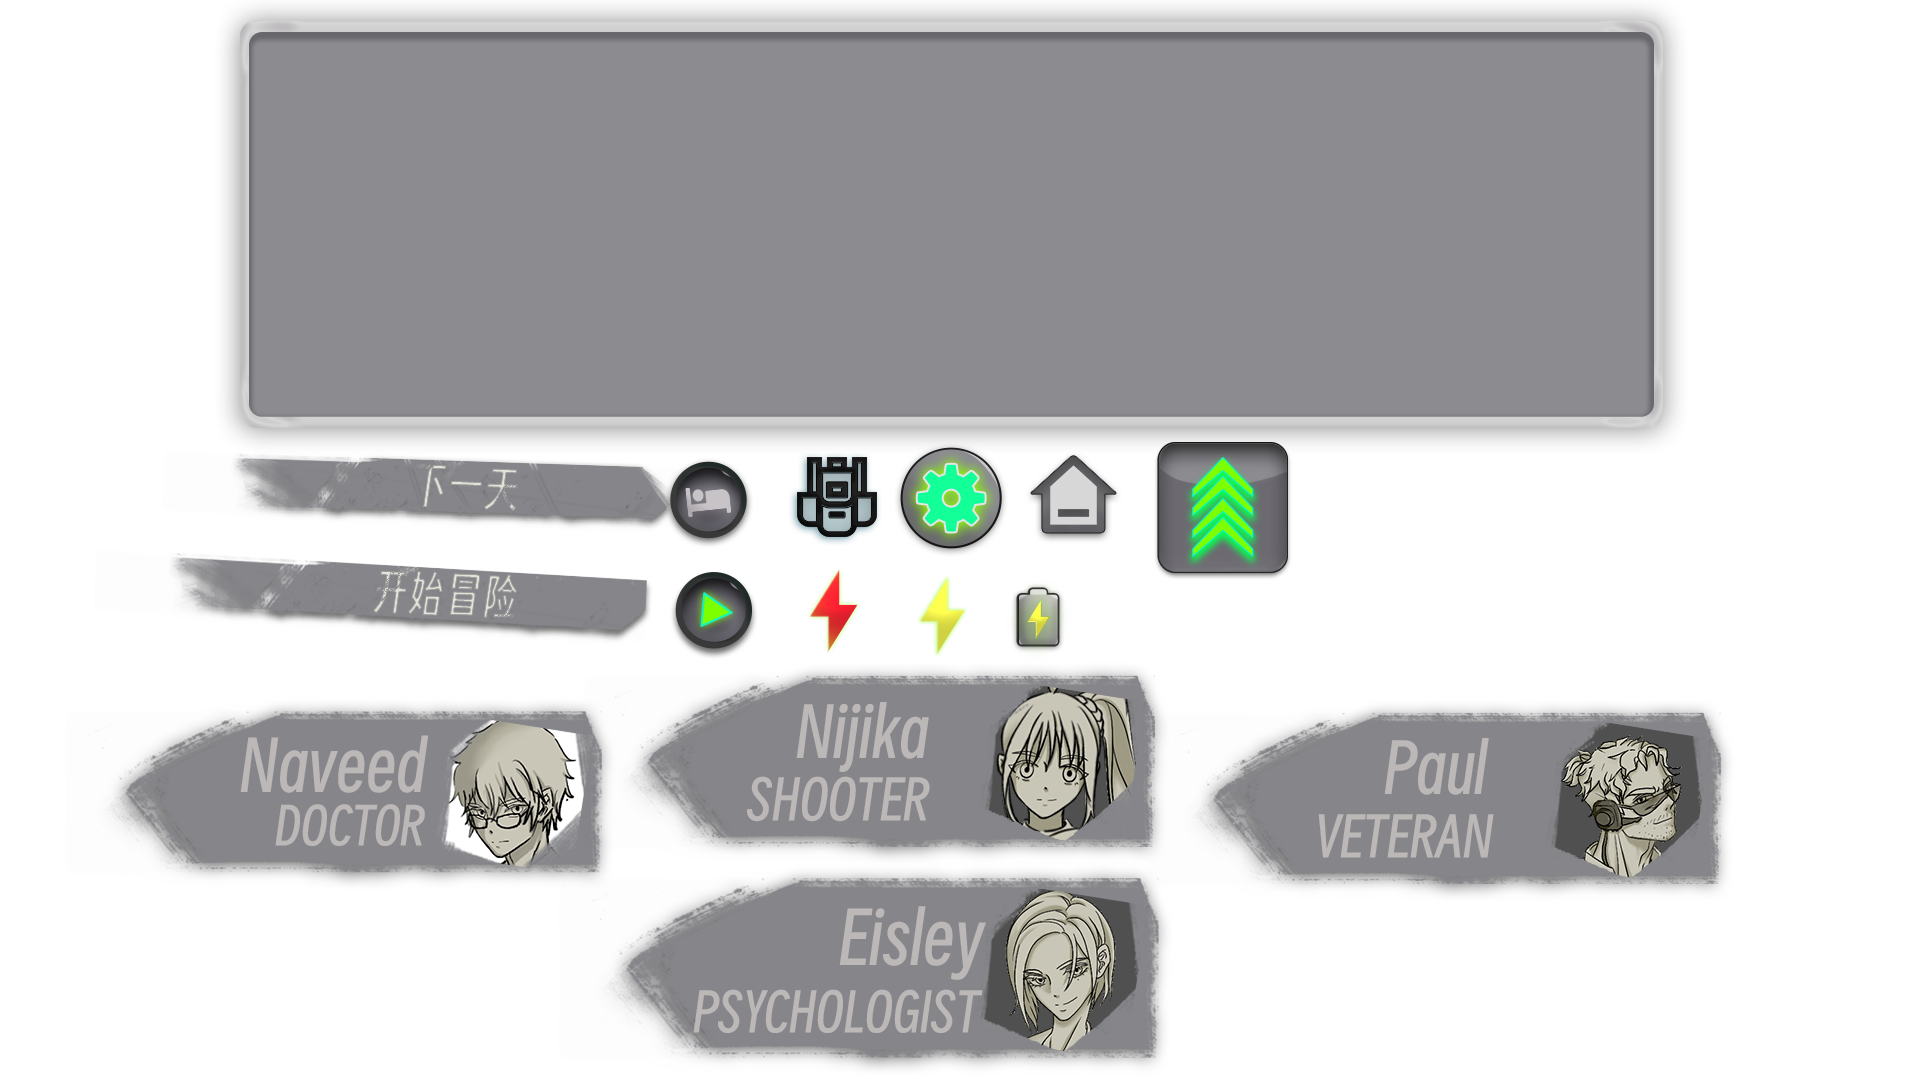 下一天
开始冒险
Naveed
DOCTOR
Nijika
SHOOTER
Paul
VETERAN
Eisley
PSYCHOLOGIST